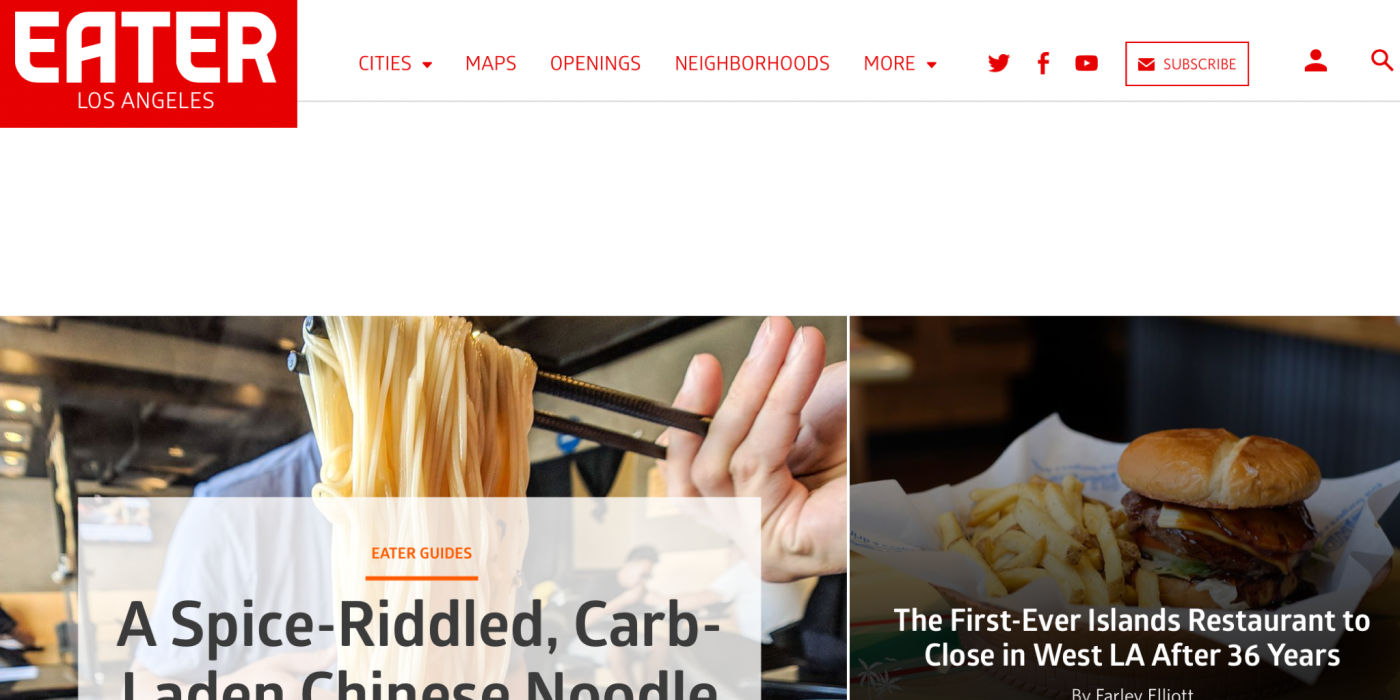 EATER
LOS ANGELES
CITIES
MAPS
OPENINGS
NEIGHBORHOODS
MORE
SUBSCRIBE
EATER GUIDES
A Spice-Riddled, Carb-
Laden Chinese Noodle
The First-Ever Islands Restaurant to
Close in West LA After 36 Years
By Farley Elliott